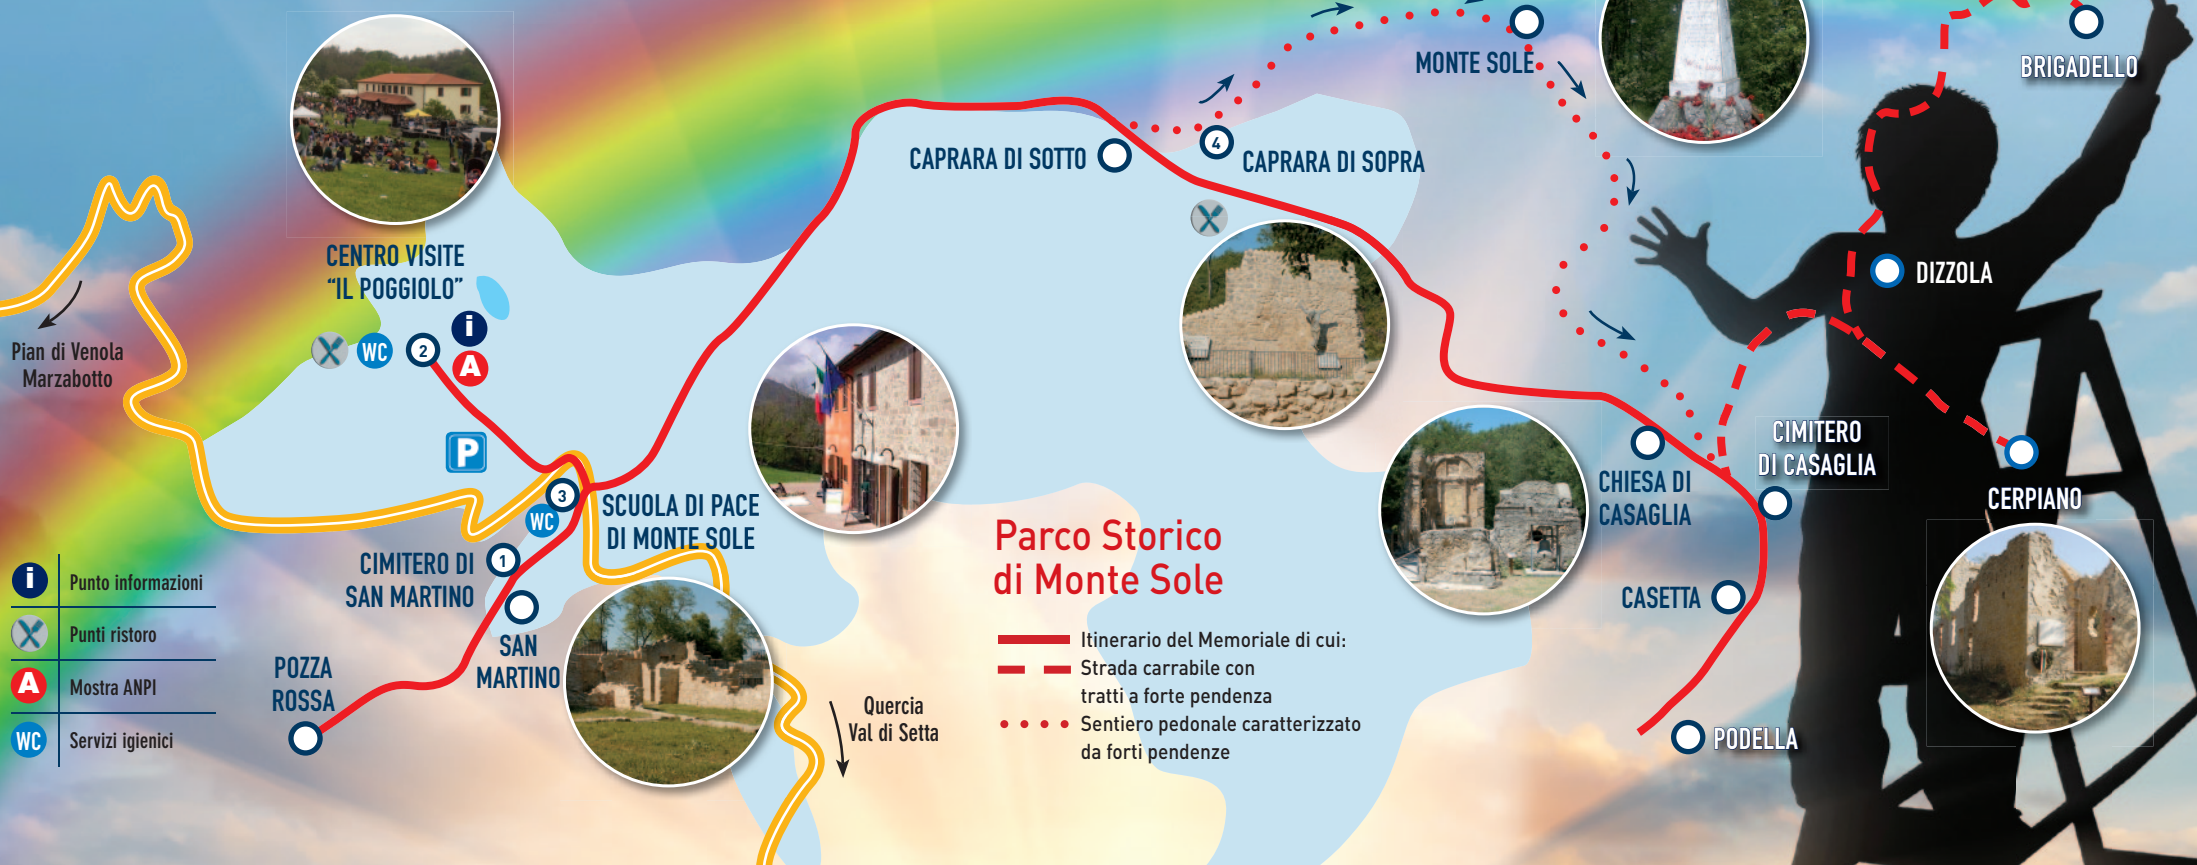 MONTE SOLE
BRIGADELLO
CAPRARA DI SOTTO
4
CAPRARA DI SOPRA
CENTRO VISITE
“IL POGGIOLO”
DIZZOLA
i
WC
2
A
Pian di Venola
Marzabotto
P
3
WC
SCUOLA DI PACE
DI MONTE SOLE
CIMITERO DI
SAN MARTINO
1
SAN
MARTINO
POZZA
ROSSA
i Punto informazioni
Punti ristoro
A Mostra ANPI
WC Servizi igienici
Quercia
Val di Setta
Parco Storico
di Monte Sole
Itinerario del Memoriale di cui:
Strada carrabile con
tratti a forte pendenza
Sentiero pedonale caratterizzato
da forti pendenze
CHIESA DI
CASAGLIA
CIMITERO
DI CASAGLIA
CERPIANO
CASETTA
PODELLA